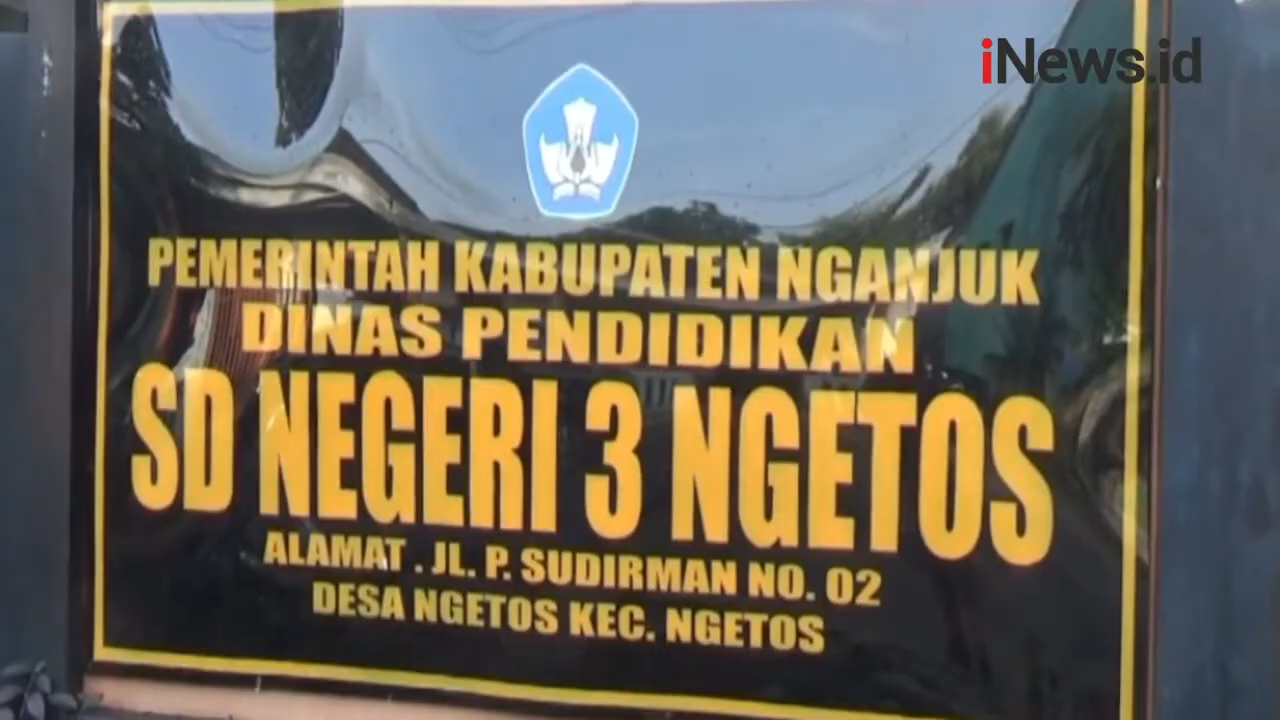 iNews.id
PEMERINTAH KABUPATEN NGANJUK
DINAS PENDIDIKAN
SD NEGERI 3 NGETOS
ALAMAT . JL. P. SUDIRMAN NO. 02
DESA NGETOS KEC. NGETOS